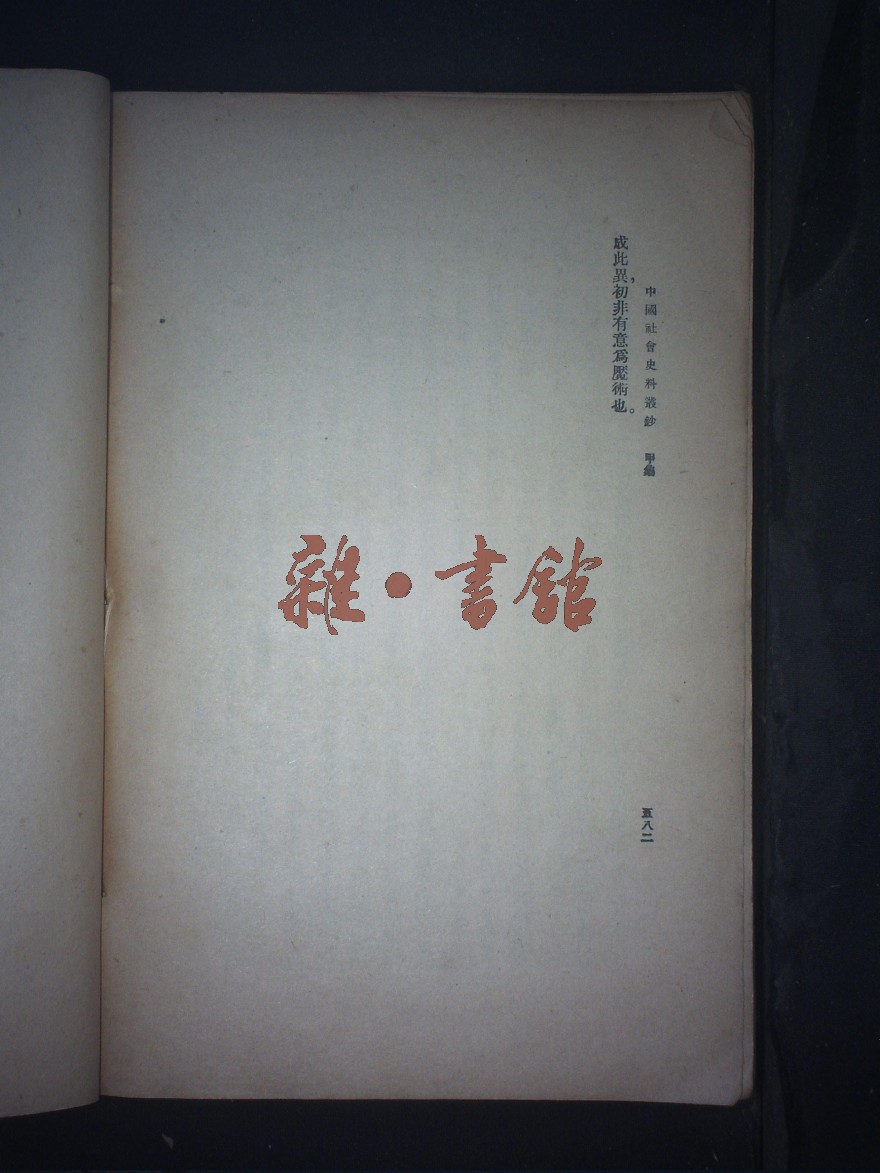 中國社會史料叢鈔　甲編
成此異，初非有意爲魘術也。
五八二
雜•書館